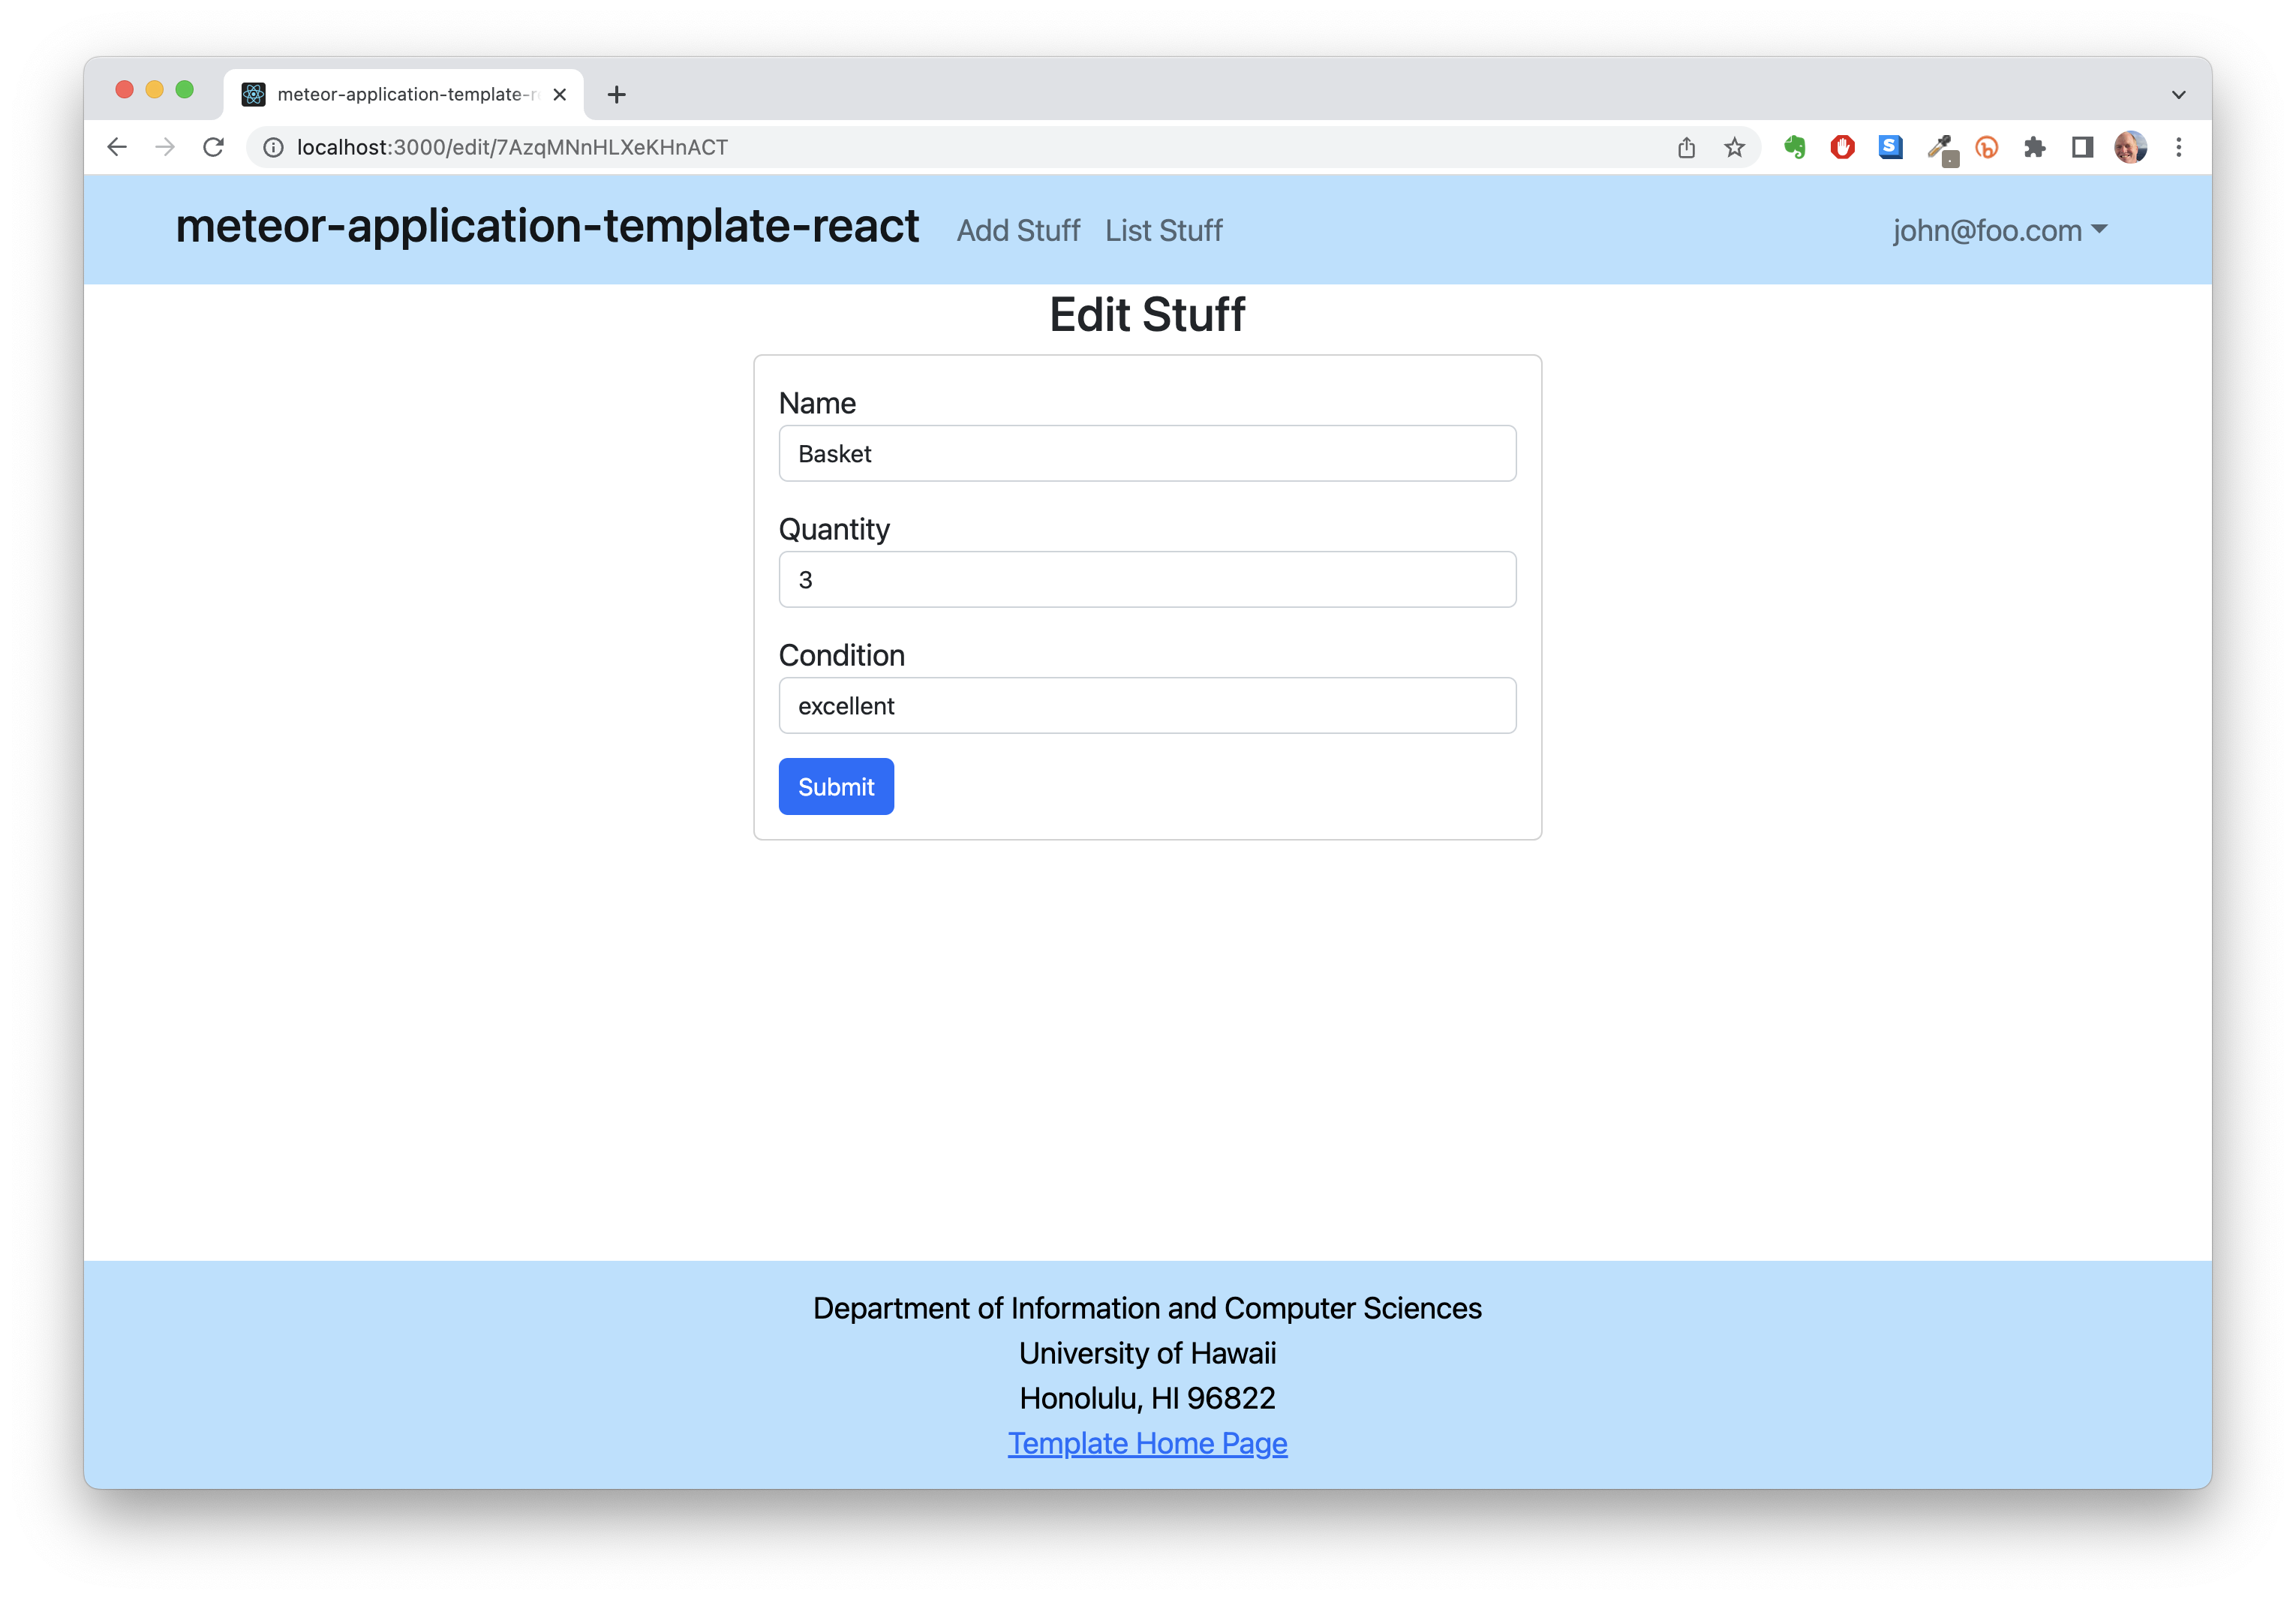 meteor-application-template-r
localhost:3000/edit/7AzqMNnHLXeKHnACT
meteor-application-template-react Add Stuff List Stuff john@foo.com
Edit Stuff
Name
Basket
Quantity
3
Condition
excellent
Submit
Department of Information and Computer Sciences
University of Hawaii
Honolulu, HI 96822
Template Home Page